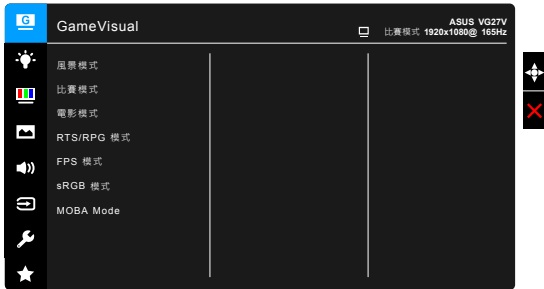 G
GameVisual
ASUS VG27V
比賽模式 1920x1080@ 165Hz
風景模式
比賽模式
電影模式
RTS/RPG 模式
FPS 模式
sRGB 模式
MOBA Mode